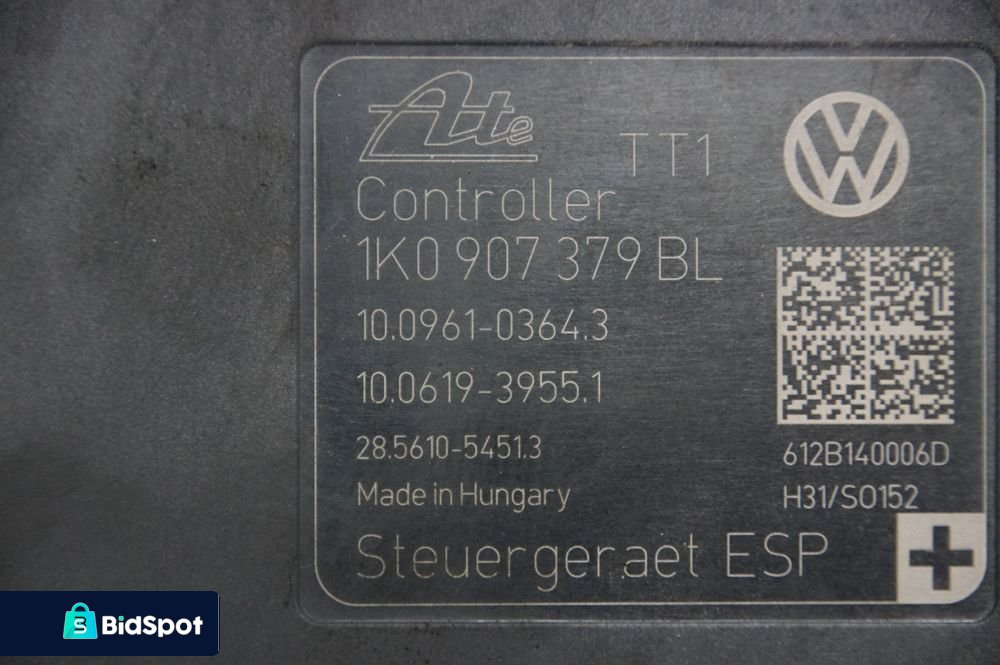 Ate
TT1
Controller
1K0 907 379 BL
10.0961-0364.3
10.0619-3955.1
28.5610-5451.3
612B140006D
Made in Hungary
H31/SO152
Steuergeraet ESP
BidSpot